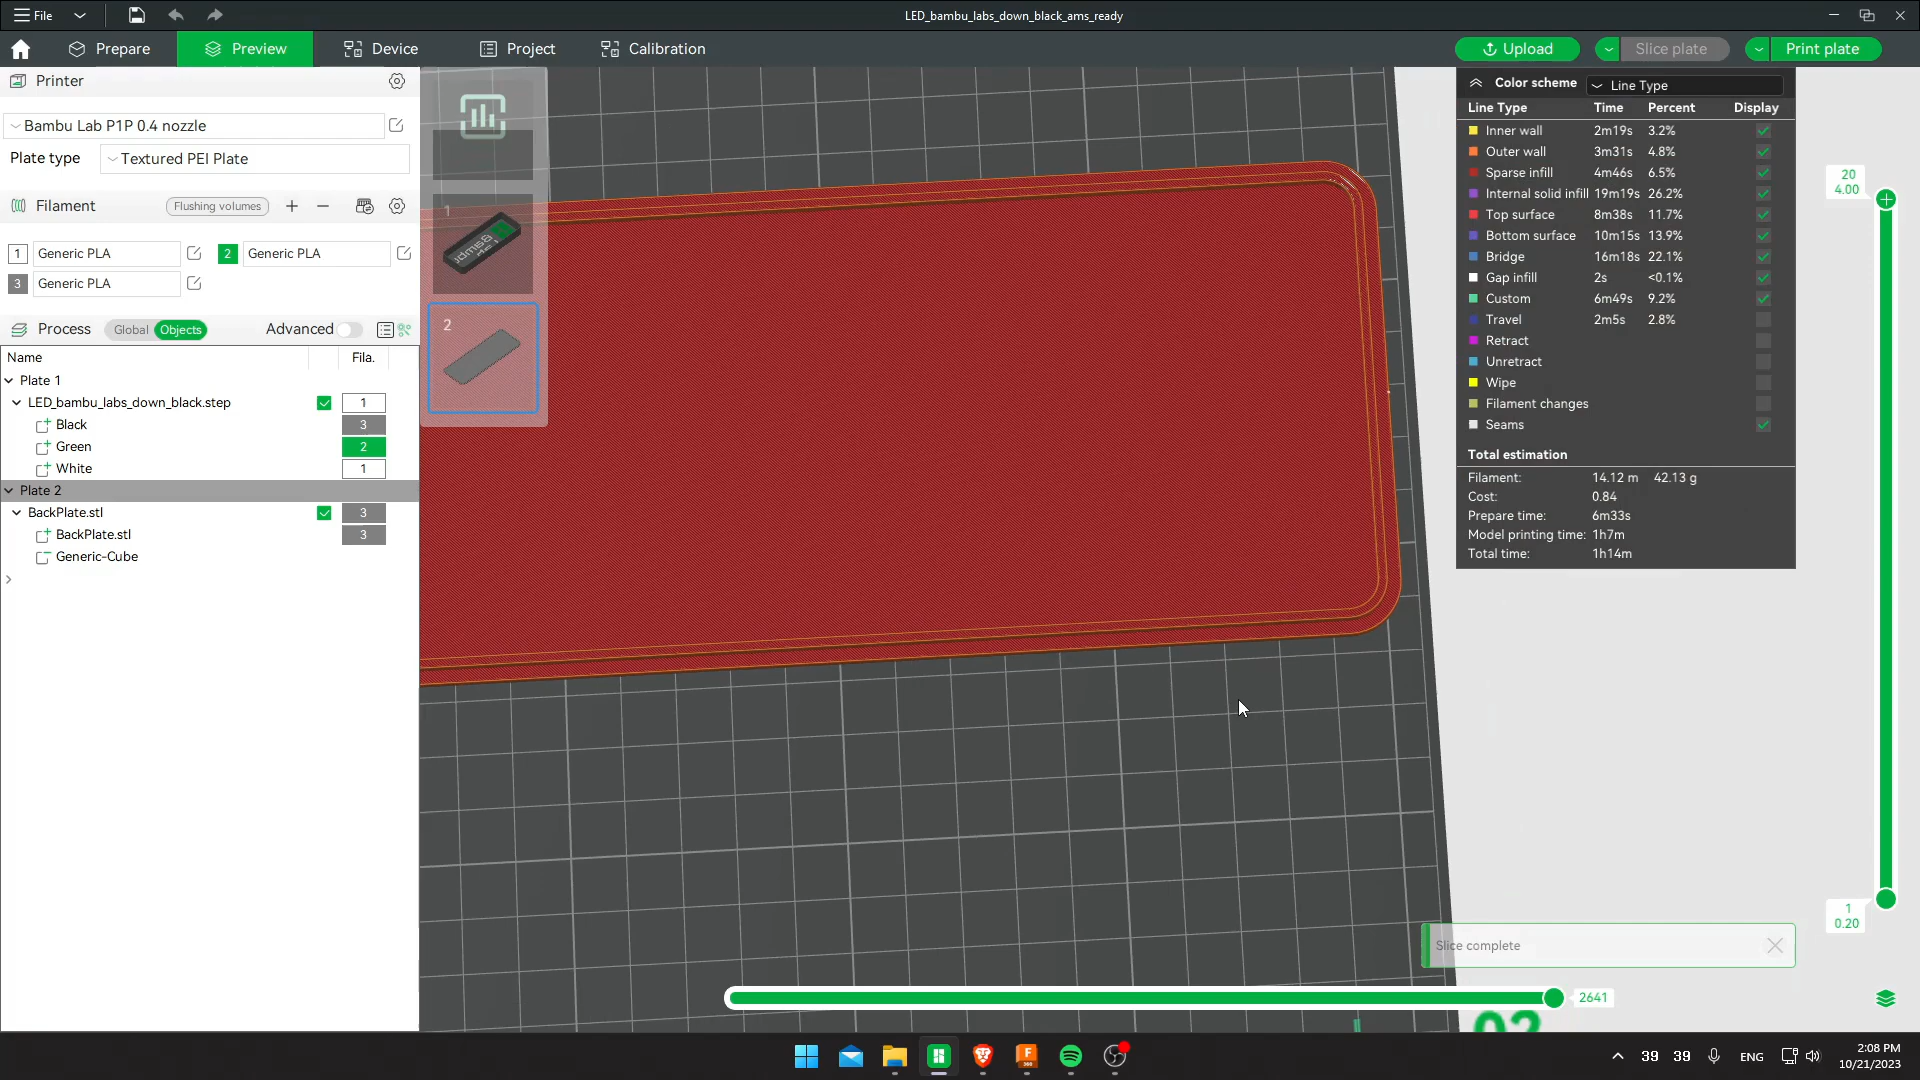 File
LED_bambu_labs_down_black_ams_ready
Prepare
Preview
Device
Project
Calibration
Upload
Slice plate
Print plate
Printer
Bambu Lab P1P 0.4 nozzle
Plate type
Textured PEI Plate
Filament
Flushing volumes
1 Generic PLA
2 Generic PLA
3 Generic PLA
Process
Global
Objects
Advanced
Name
Fila.
Plate 1
LED_bambu_labs_down_black.step 1
Black 3
Green 2
White 1
Plate 2
BackPlate.stl 3
BackPlate.stl 3
Generic-Cube
1
2
Color scheme
Line Type
Line Type Time Percent Display
Inner wall 2m19s 3.2%
Outer wall 3m31s 4.8%
Sparse infill 4m46s 6.5%
Internal solid infill 19m19s 26.2%
Top surface 8m38s 11.7%
Bottom surface 10m15s 13.9%
Bridge 16m18s 22.1%
Gap infill 2s <0.1%
Custom 6m49s 9.2%
Travel 2m5s 2.8%
Retract
Unretract
Wipe
Filament changes
Seams
Total estimation
Filament: 14.12 m 42.13 g
Cost: 0.84
Prepare time: 6m33s
Model printing time: 1h7m
Total time: 1h14m
20
4.00
1
0.20
Slice complete
2641
02
39 39 ENG
2:08 PM
10/21/2023